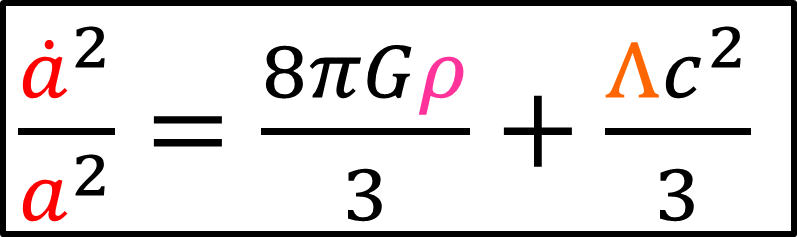 ȧ²/a² = 8πGρ/3 + Λc²/3